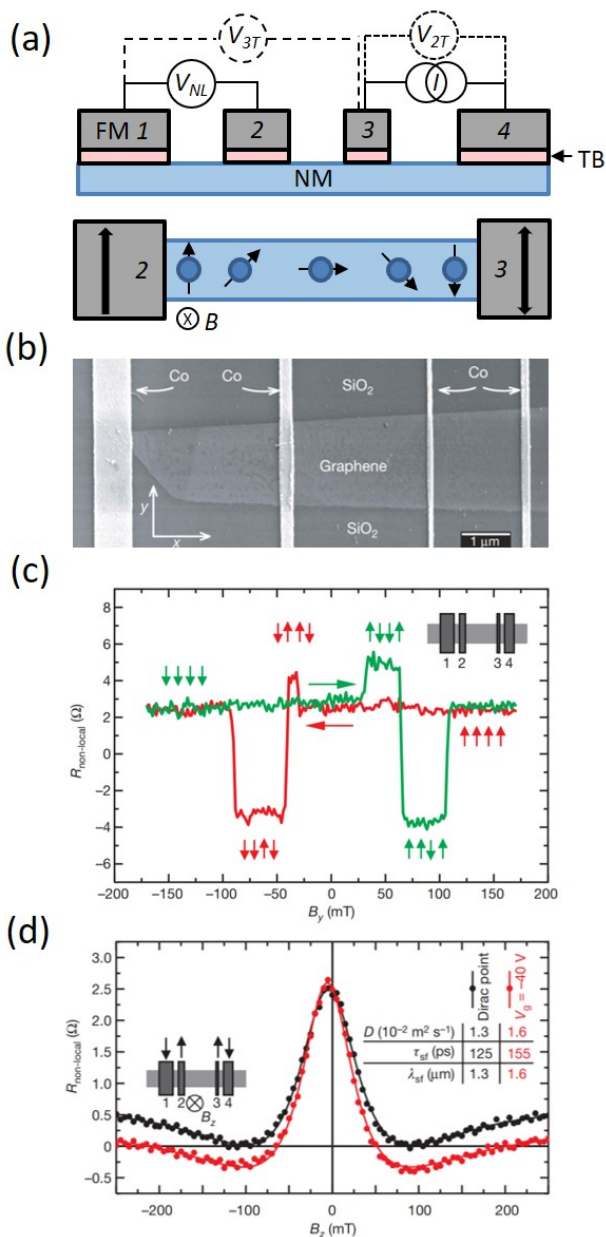 (a)
V3T
V2T
VNL
I
FM 1
2
3
4
TB
NM
2
3
B
(b)
Co
Co
SiO2
Co
Graphene
y
x
SiO2
1 μm
(c)
Rnon-local (Ω)
8
6
4
2
0
−2
−4
−6
1 2 3 4
−200 −150 −100 −50 0 50 100 150 200
By (mT)
(d)
Rnon-local (Ω)
3.0
2.5
2.0
1.5
1.0
0.5
0
−0.5
Dirac point
Vg = −40 V
D (10−2 m2 s−1) 1.3 1.6
τsf (ps) 125 155
λsf (μm) 1.3 1.6
1 2 3 4
Bz
−200 −100 0 100 200
Bz (mT)